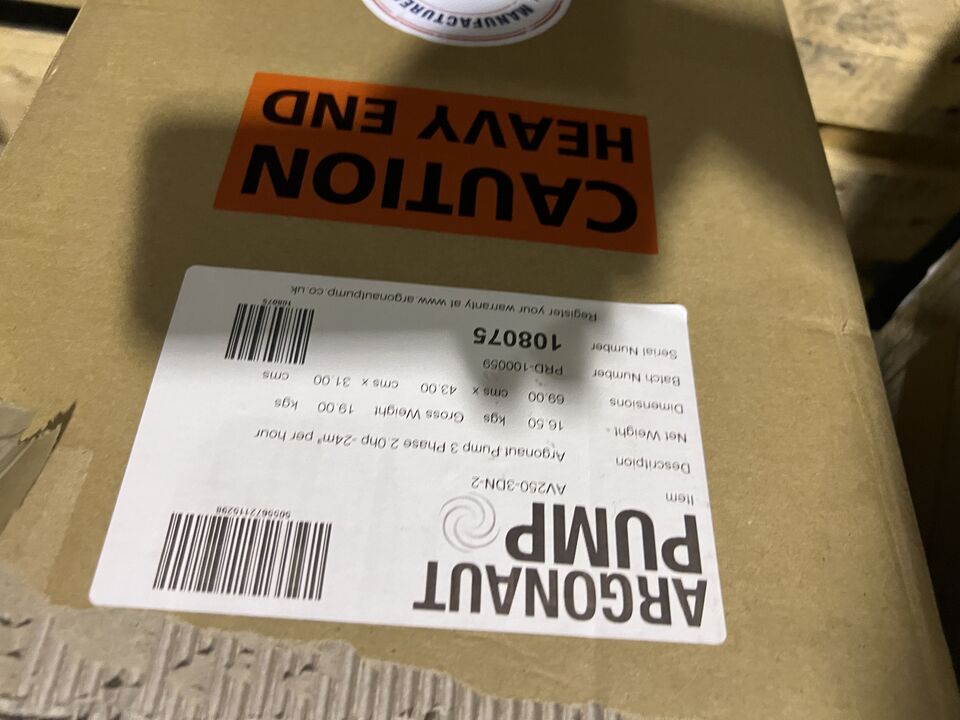 ARGONAUT
PUMP
Item AV250-3DN-2
Descritpion Argonaut Pump 3 Phase 2.0hp -24m³ per hour
Net Weight 16.50 kgs Gross Weight 19.00 kgs
Dimensions 69.00 cms x 43.00 cms x 31.00 cms
Batch Number PRD-100059
Serial Number 108075
108075
Register your warranty at www.argonautpump.co.uk
CAUTION
HEAVY END